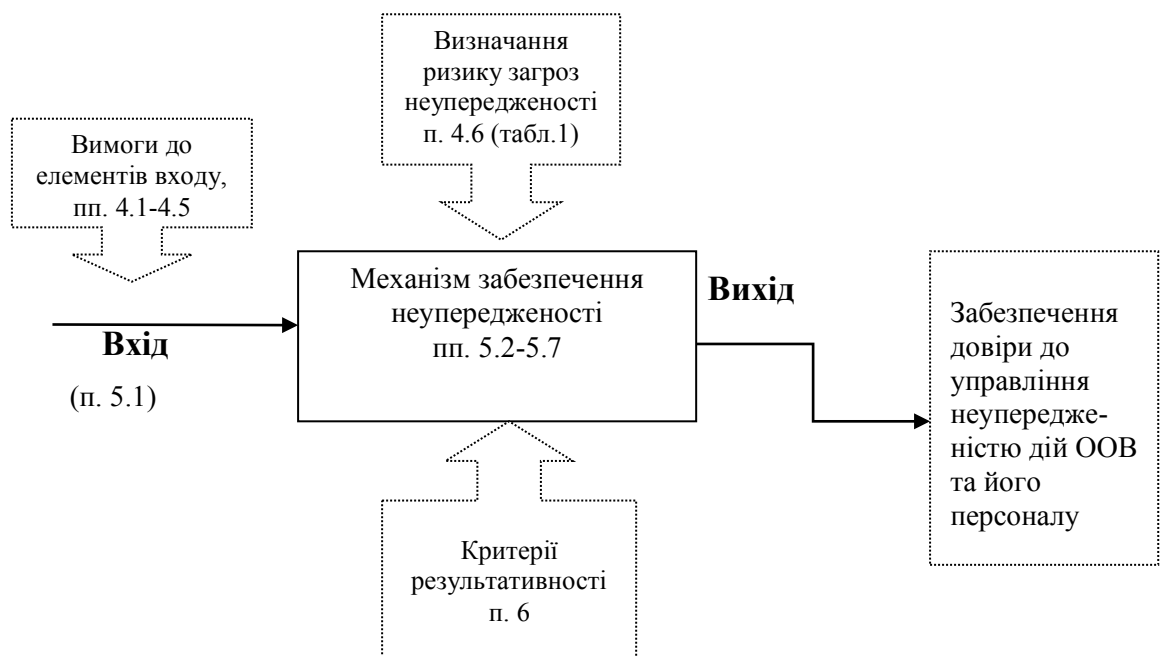 Визначання
ризику загроз
неупередженості
п. 4.6 (табл.1)
Вимоги до
елементів входу,
пп. 4.1-4.5
Механізм забезпечення
неупередженості
пп. 5.2-5.7
Вхід
(п. 5.1)
Вихід
Забезпечення
довіри до
управління
неупередже-
ністю дій ООВ
та його
персоналу
Критерії
результативності
п. 6